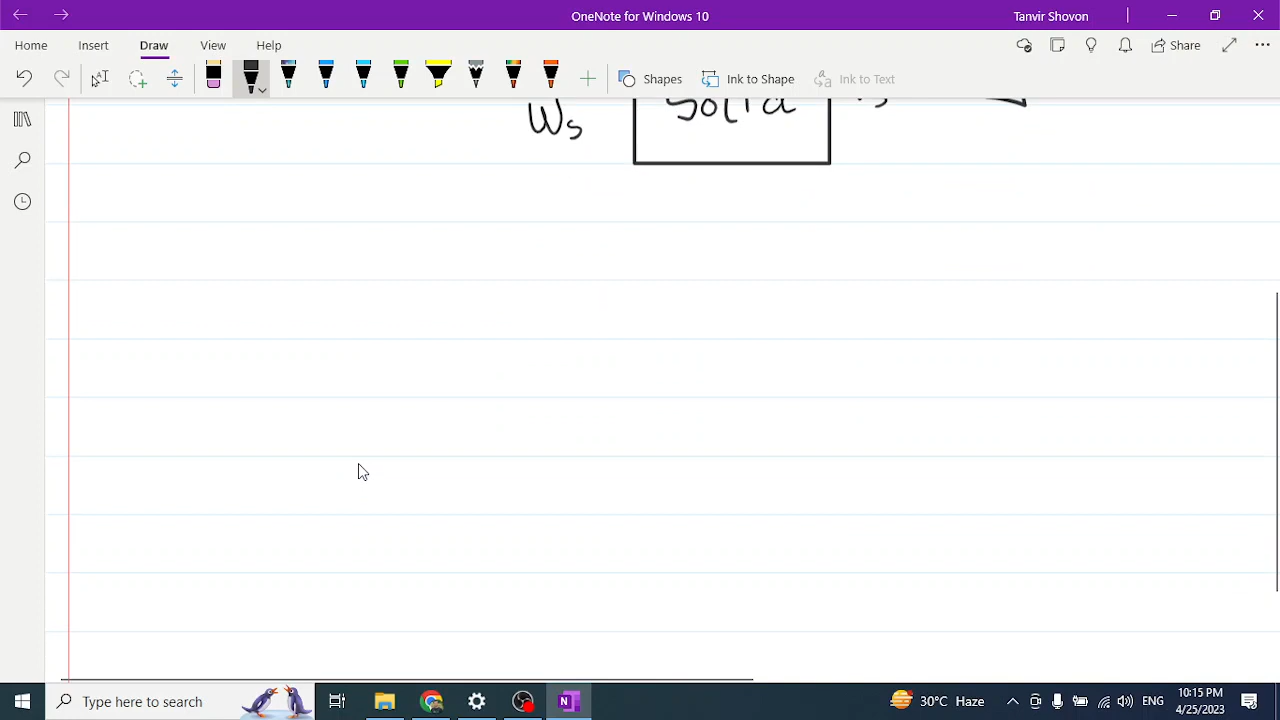 OneNote for Windows 10
Tanvir Shovon
Home Insert Draw View Help
Share
Shapes Ink to Shape Ink to Text
Ws Solid
Type here to search
30°C Haze
ENG
10:15 PM
4/25/2023